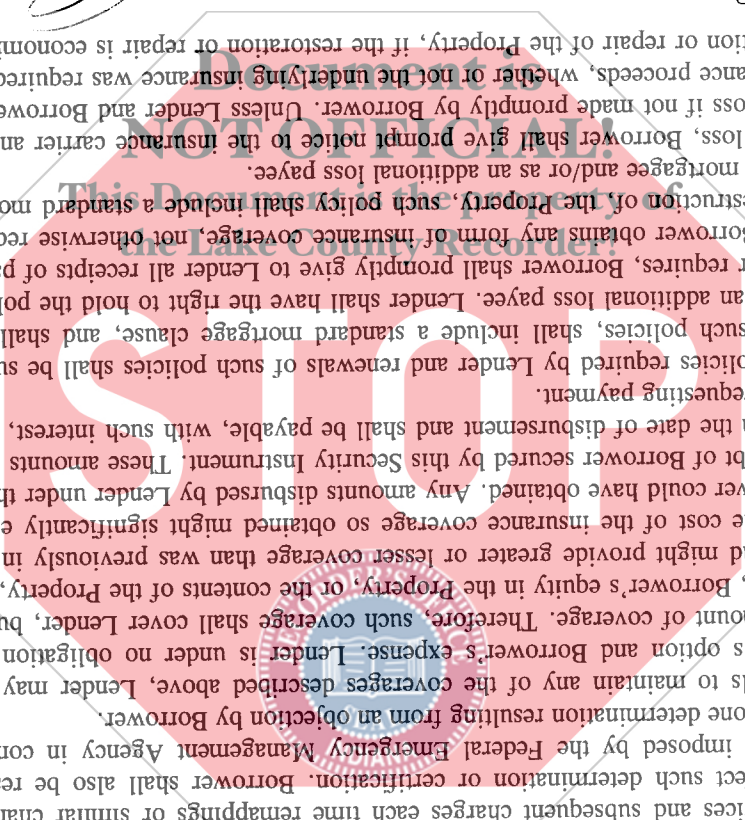 ices and subsequent charges each time remappings or similar chan
ect such determination or certification. Borrower shall also be re
imposed by the Federal Emergency Management Agency in con
one determination resulting from an objection by Borrower.
ls to maintain any of the coverages described above, Lender may
s option and Borrower's expense. Lender is under no obligation
ount of coverage. Therefore, such coverage shall cover Lender, bu
, Borrower's equity in the Property, or the contents of the Property,
d might provide greater or lesser coverage than was previously in
e cost of the insurance coverage so obtained might significantly e
wer could have obtained. Any amounts disbursed by Lender under th
bt of Borrower secured by this Security Instrument. These amounts
n the date of disbursement and shall be payable, with such interest,
equesting payment.
olicies required by Lender and renewals of such policies shall be su
such policies, shall include a standard mortgage clause, and shall
an additional loss payee. Lender shall have the right to hold the pol
r requires, Borrower shall promptly give to Lender all receipts of pa
orrower obtains any form of insurance coverage, not otherwise req
estruction of, the Property, such policy shall include a standard mo
mortgagee and/or as an additional loss payee.
loss, Borrower shall give prompt notice to the insurance carrier an
oss if not made promptly by Borrower. Unless Lender and Borrowe
ance proceeds, whether or not the underlying insurance was required
tion or repair of the Property, if the restoration or repair is economi
Document is
NOT OFFICIAL!
This Document is the property of
the Lake County Recorder!
STOP
RECORDER'S OFFICE